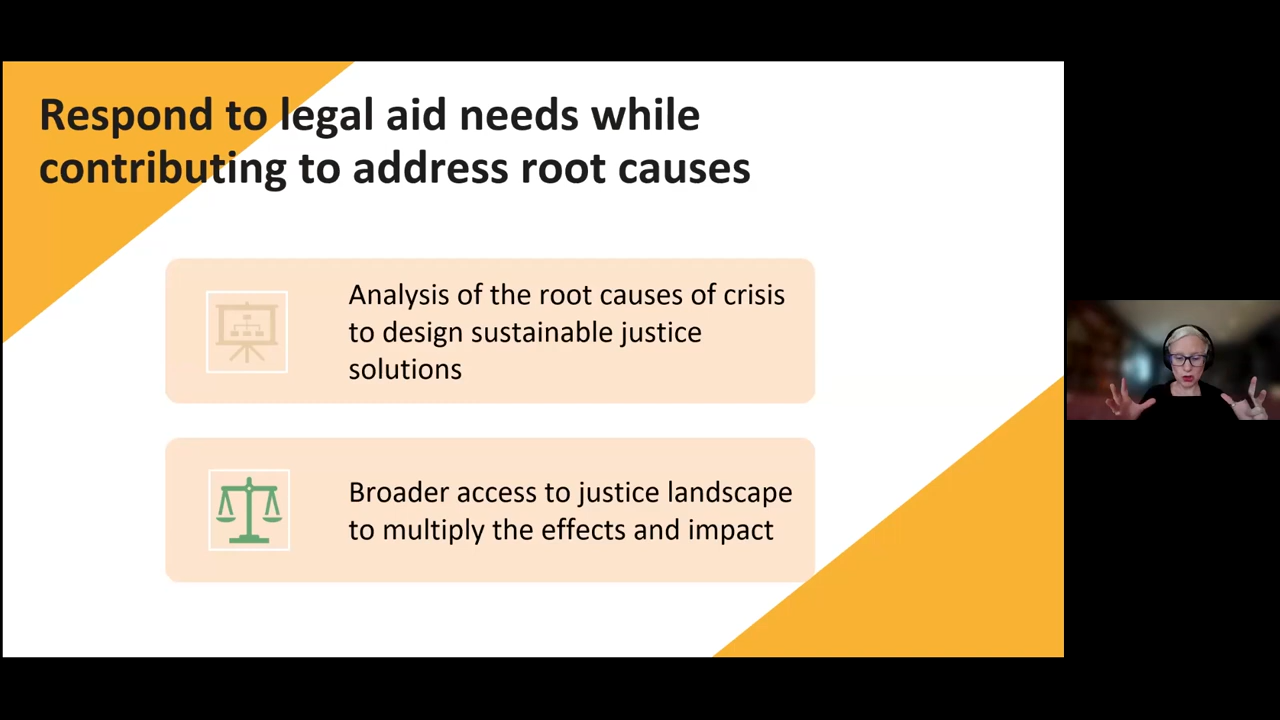 Respond to legal aid needs while
contributing to address root causes
Analysis of the root causes of crisis
to design sustainable justice
solutions
Broader access to justice landscape
to multiply the effects and impact